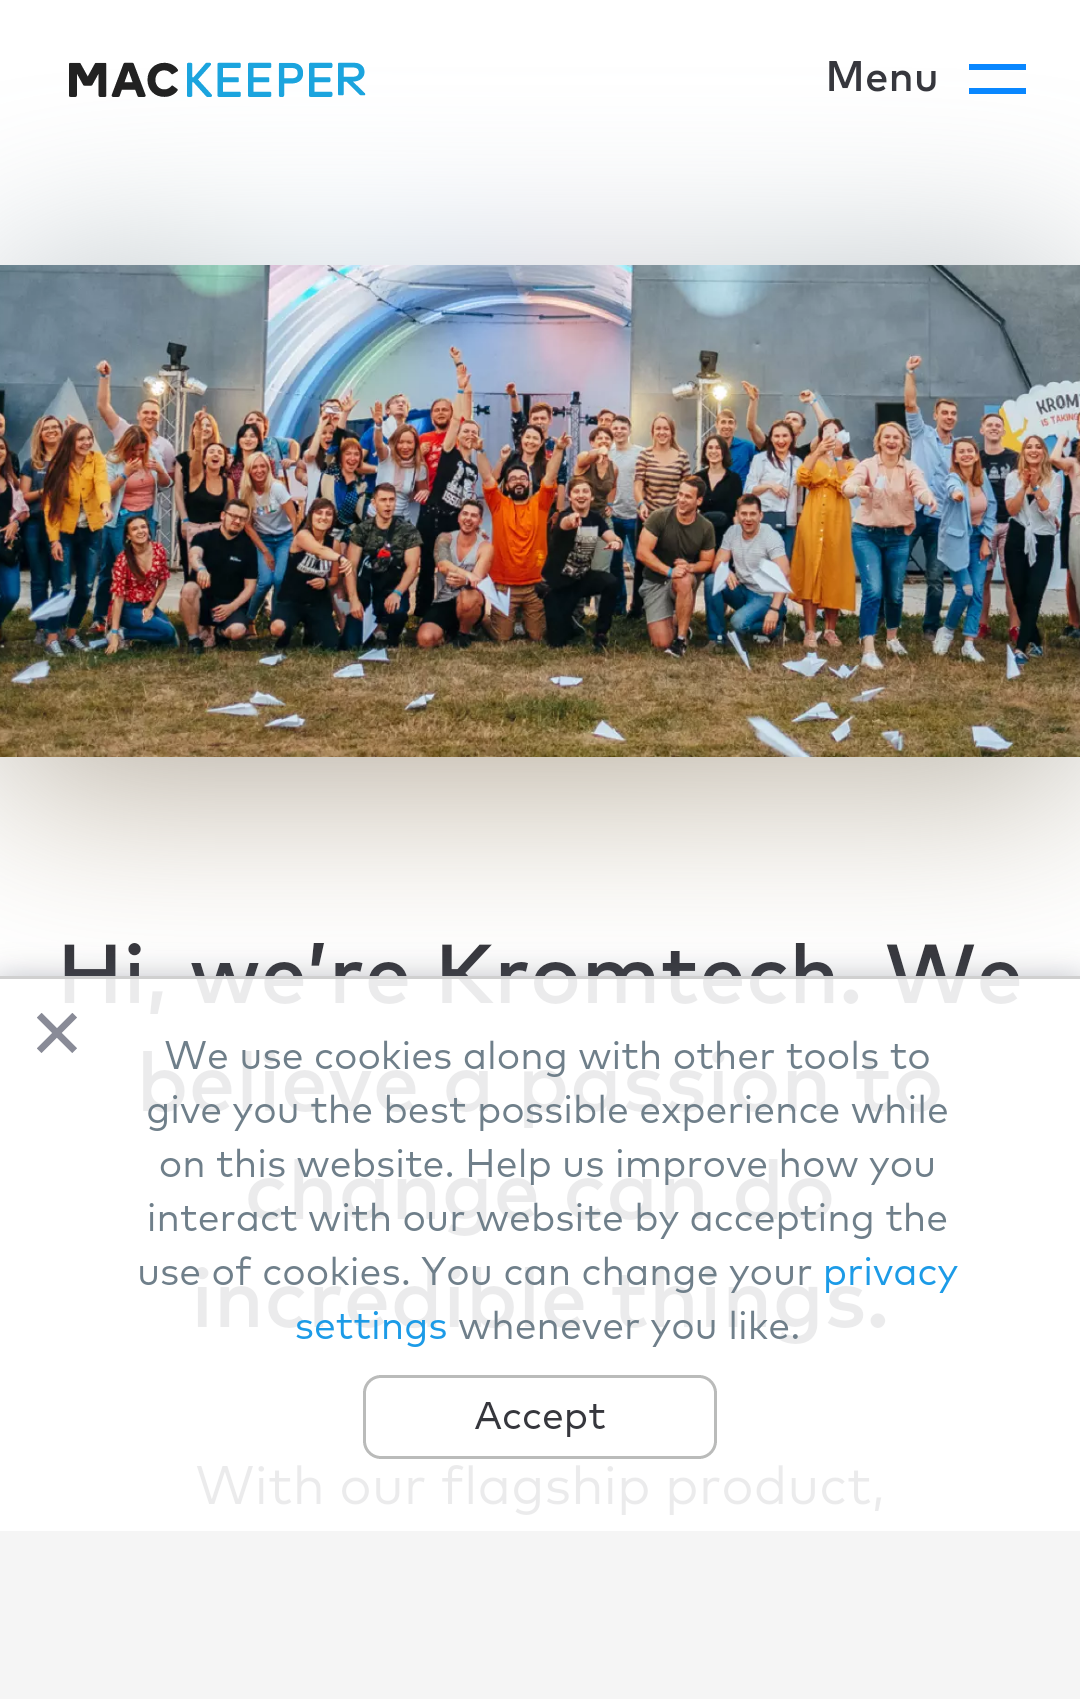 MACKEEPER
Menu
KROM
IS TAKING
Hi, we're Kromtech. We
believe a passion to
change can do
incredible things.
We use cookies along with other tools to
give you the best possible experience while
on this website. Help us improve how you
interact with our website by accepting the
use of cookies. You can change your privacy
settings whenever you like.
Accept
With our flagship product,